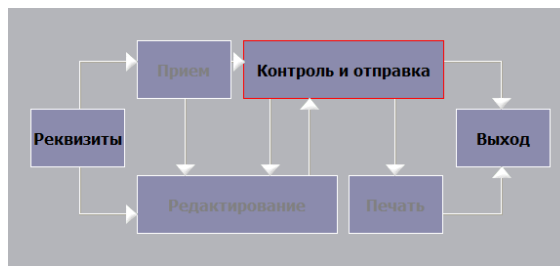 Прием
Контроль и отправка
Реквизиты
Выход
Редактирование
Печать